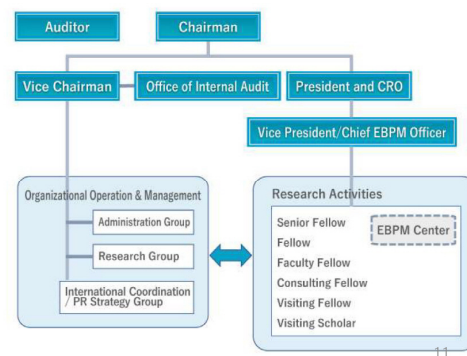 Auditor
Chairman
Vice Chairman
Office of Internal Audit
President and CRO
Vice President/Chief EBPM Officer
Organizational Operation & Management
Administration Group
Research Group
International Coordination
/ PR Strategy Group
Research Activities
Senior Fellow
EBPM Center
Fellow
Faculty Fellow
Consulting Fellow
Visiting Fellow
Visiting Scholar
11